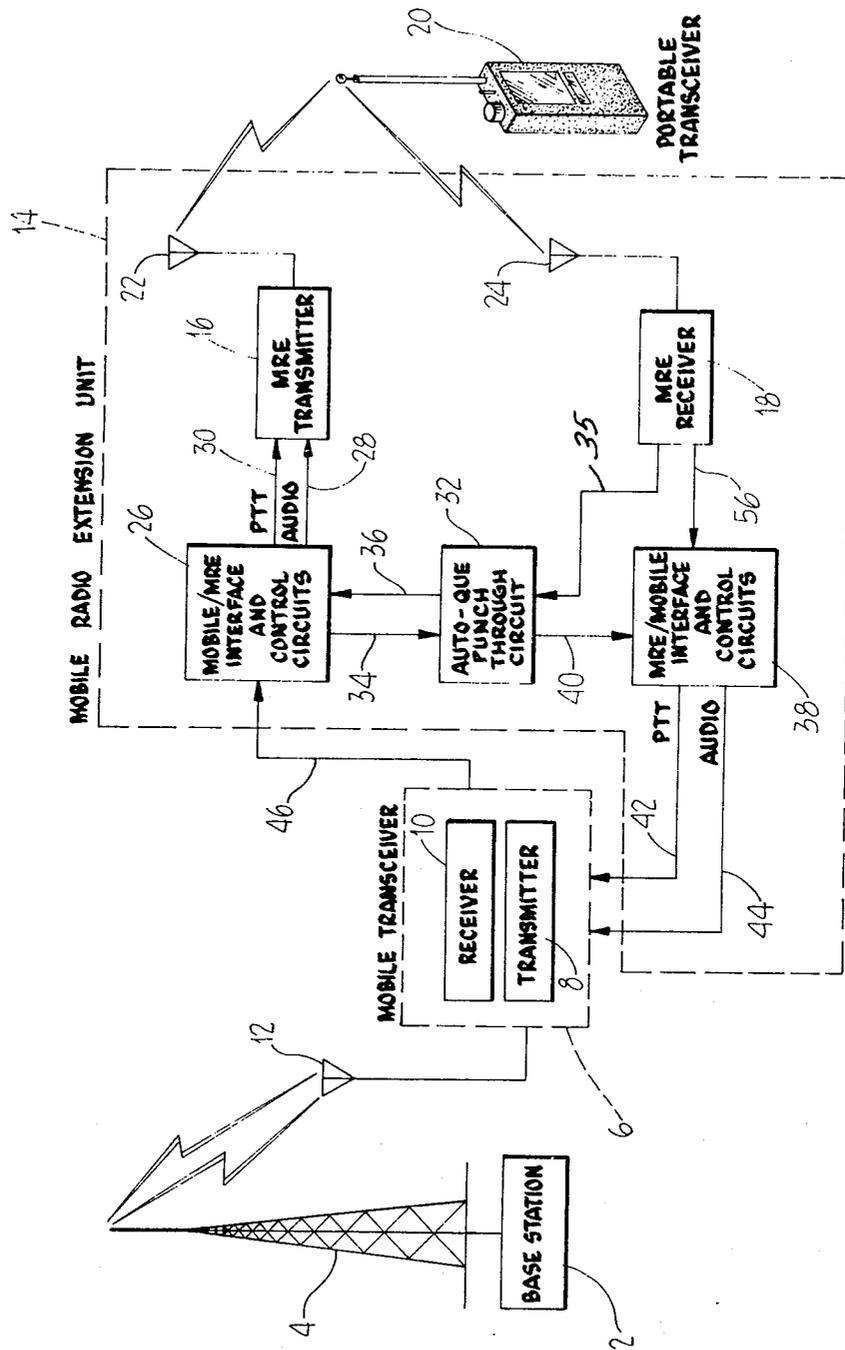 MOBILE RADIO EXTENSION UNIT
14
22
16
MRE
TRANSMITTER
30
PTT
AUDIO
28
26
MOBILE/MRE
INTERFACE
AND
CONTROL
CIRCUITS
20
PORTABLE
TRANSCEIVER
34
36
32
AUTO-QUE
PUNCH
THROUGH
CIRCUIT
35
40
24
MRE
RECEIVER
18
56
MRE/MOBILE
INTERFACE
AND
CONTROL
CIRCUITS
38
PTT
AUDIO
42
44
46
MOBILE TRANSCEIVER
10
RECEIVER
TRANSMITTER
8
6
12
4
BASE STATION
2